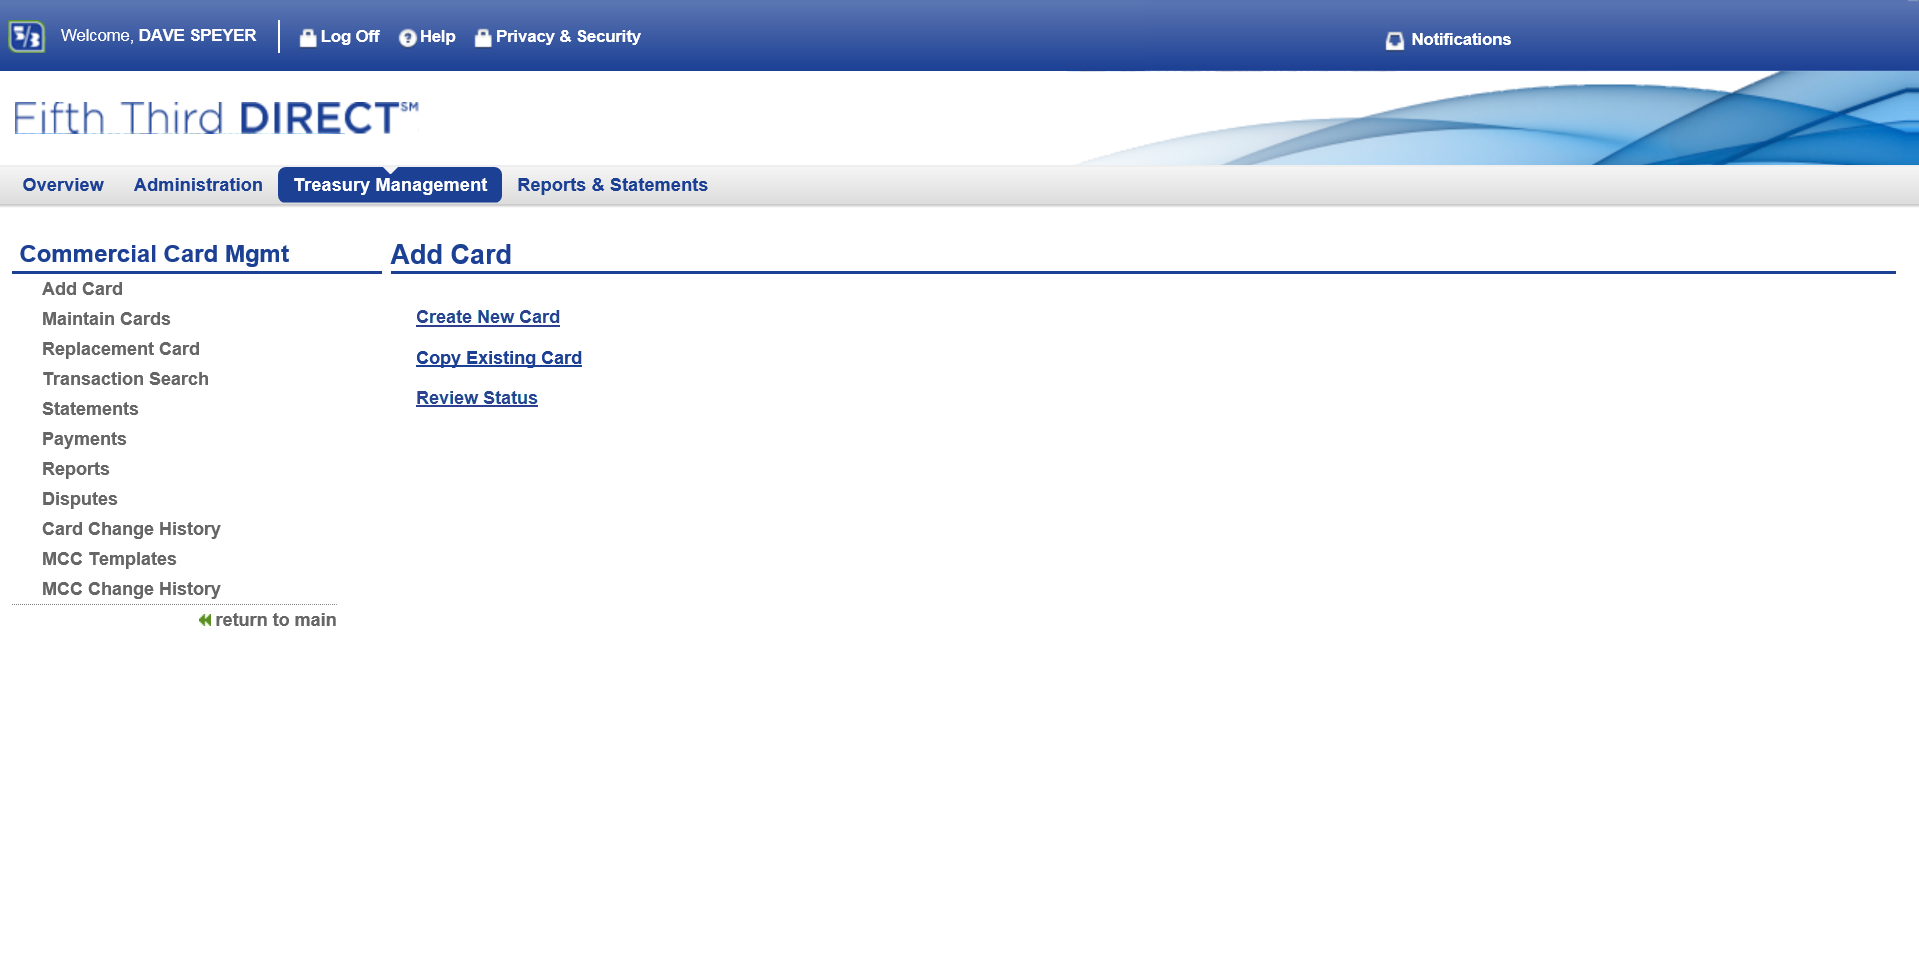 5/3 Welcome, DAVE SPEYER Log Off Help Privacy & Security Notifications
Fifth Third DIRECT℠
Overview Administration Treasury Management Reports & Statements
Commercial Card Mgmt
Add Card
Maintain Cards
Replacement Card
Transaction Search
Statements
Payments
Reports
Disputes
Card Change History
MCC Templates
MCC Change History
return to main
Add Card
Create New Card
Copy Existing Card
Review Status